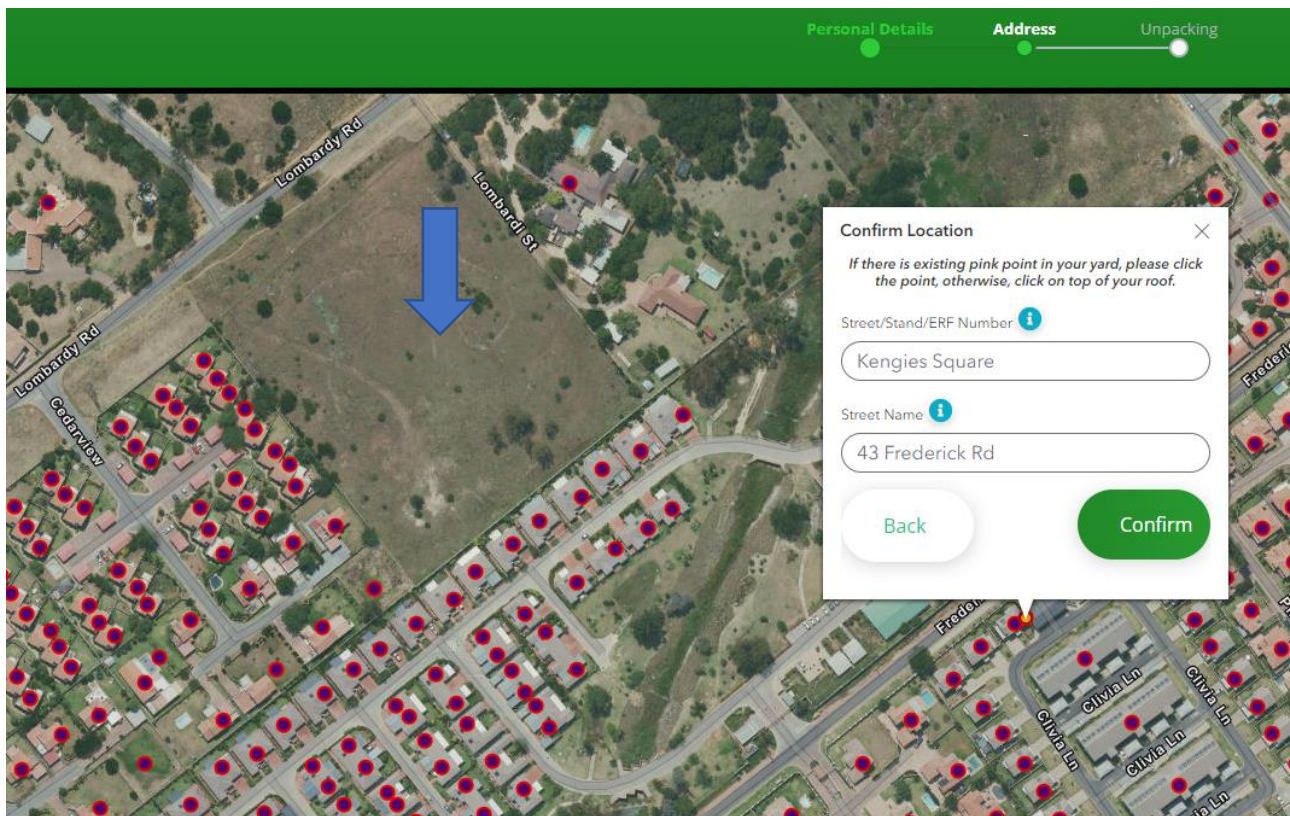 Personal Details
Address
Unpacking
Lombardy Rd
Lombardi St
Confirm Location
If there is existing pink point in your yard, please click
the point, otherwise, click on top of your roof.
Street/Stand/ERF Number
Kengies Square
Street Name
43 Frederick Rd
Back
Confirm
Lombardy Rd
Cedarview
Clivia Ln
Clivia Ln
Clivia Ln
Clivia Ln